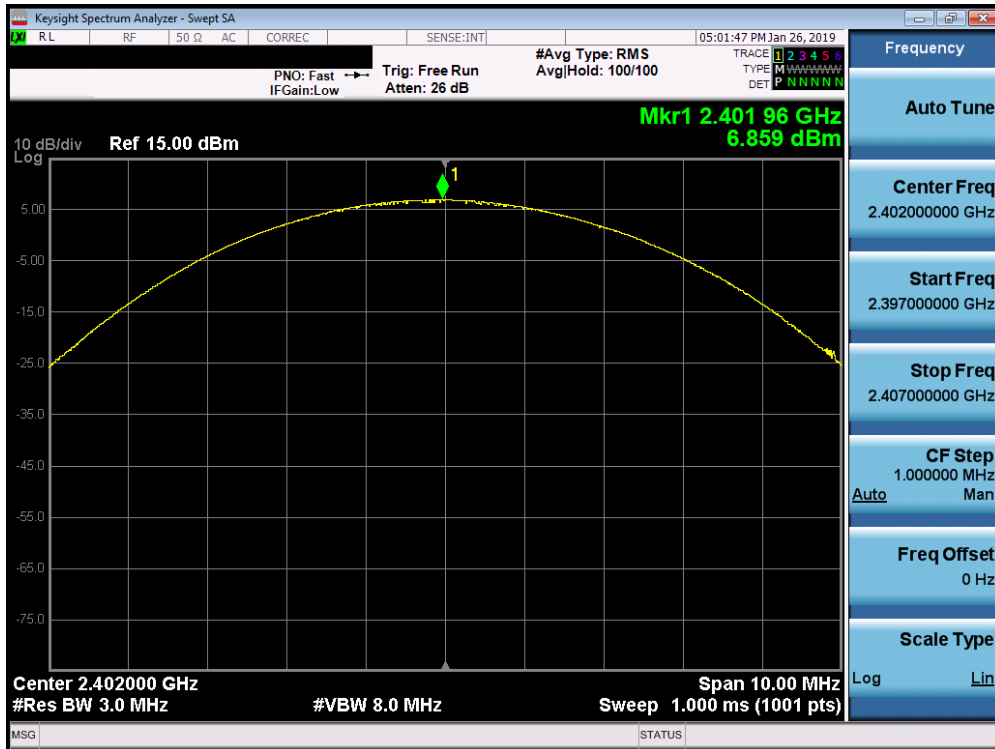 Keysight Spectrum Analyzer - Swept SA
LXI RL RF 50 Ω AC CORREC SENSE:INT 05:01:47 PM Jan 26, 2019
PNO: Fast
IFGain:Low
Trig: Free Run
Atten: 26 dB
#Avg Type: RMS
Avg|Hold: 100/100
TRACE 1 2 3 4 5 6
TYPE M W W W W W
DET P N N N N N
Mkr1 2.401 96 GHz
6.859 dBm
10 dB/div Ref 15.00 dBm
Log
1
5.00
-5.00
-15.0
-25.0
-35.0
-45.0
-55.0
-65.0
-75.0
Center 2.402000 GHz Span 10.00 MHz
#Res BW 3.0 MHz #VBW 8.0 MHz Sweep 1.000 ms (1001 pts)
MSG STATUS
Frequency
Auto Tune
Center Freq
2.402000000 GHz
Start Freq
2.397000000 GHz
Stop Freq
2.407000000 GHz
CF Step
1.000000 MHz
Auto Man
Freq Offset
0 Hz
Scale Type
Log Lin